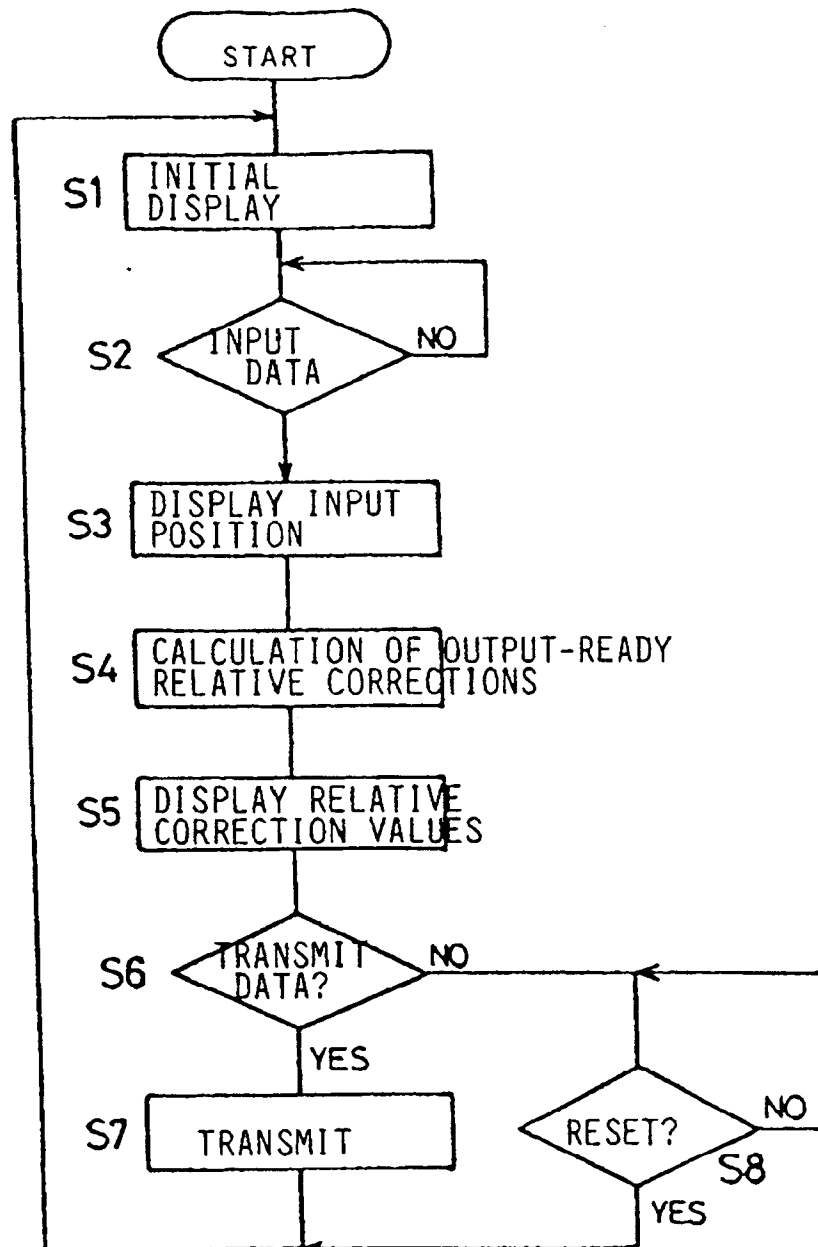 START
S1
INITIAL
DISPLAY
S2
INPUT
DATA
NO
S3
DISPLAY INPUT
POSITION
S4
CALCULATION OF OUTPUT-READY
RELATIVE CORRECTIONS
S5
DISPLAY RELATIVE
CORRECTION VALUES
S6
TRANSMIT
DATA?
NO
YES
S7
TRANSMIT
RESET?
NO
S8
YES